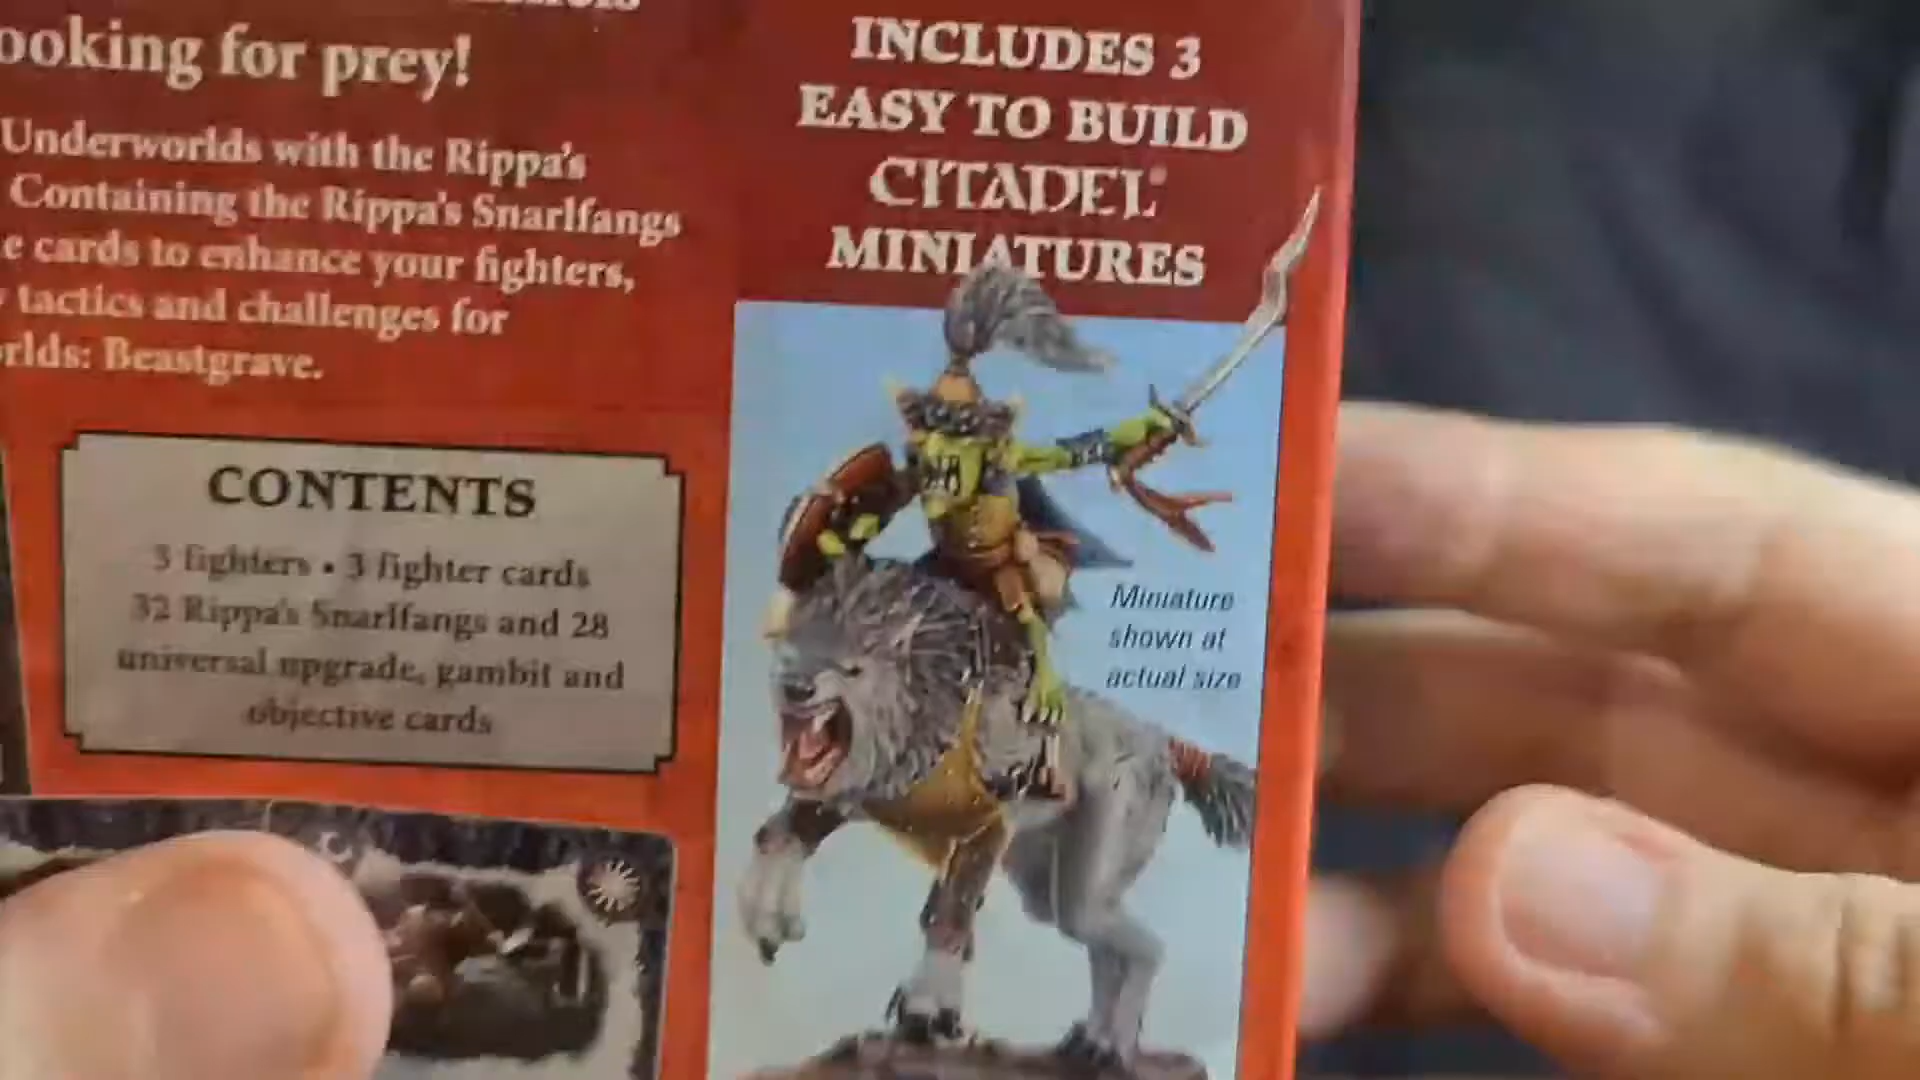 ooking for prey!
Underworlds with the Rippa's
Containing the Rippa's Snarlfangs
e cards to enhance your fighters,
tactics and challenges for
rlds: Beastgrave.
CONTENTS
3 fighters • 3 fighter cards
32 Rippa's Snarlfangs and 28
universal upgrade, gambit and
objective cards
INCLUDES 3
EASY TO BUILD
CITADEL®
MINIATURES
Miniature
shown at
actual size